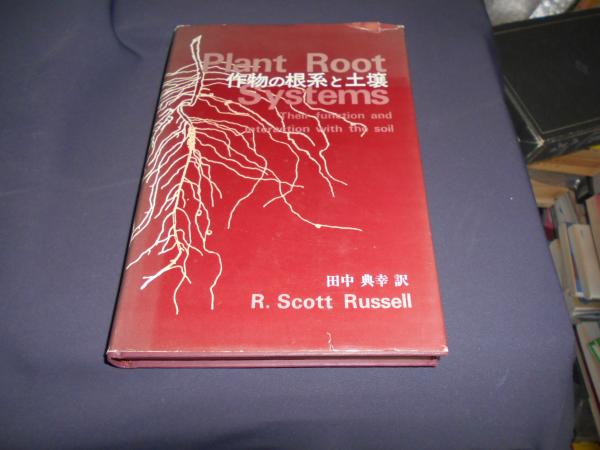 Plant Root
作物の根系と土壌
Systems
Their function and
interaction with the soil
田中 典幸 訳
R. Scott Russell